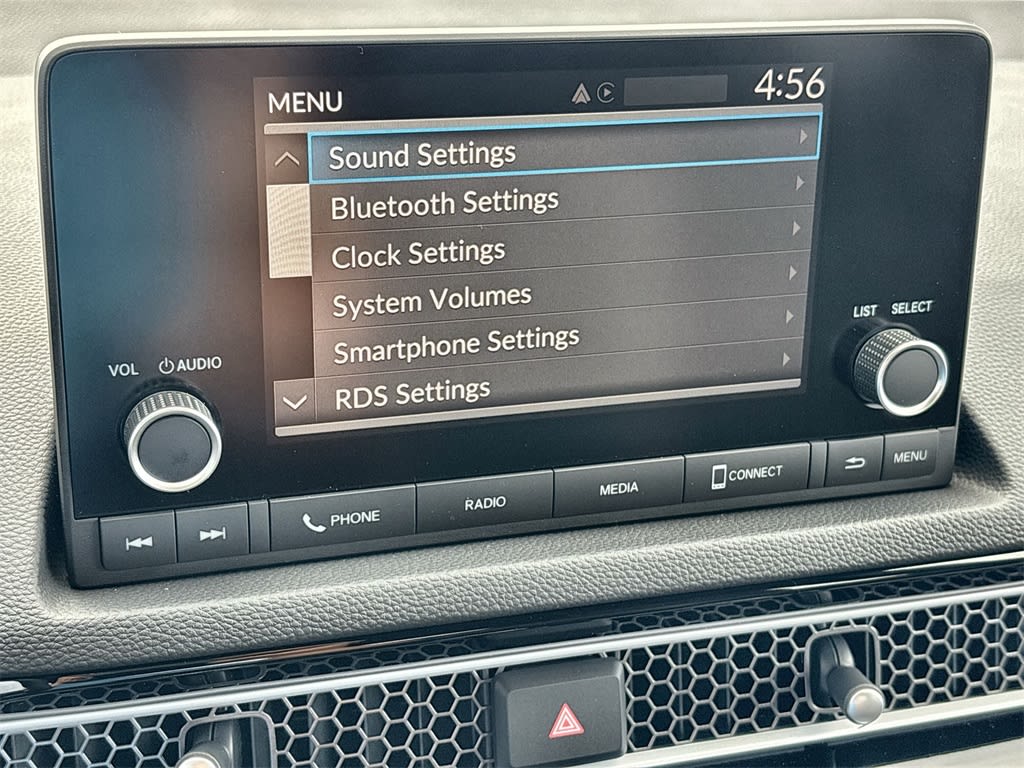 MENU 4:56
Sound Settings
Bluetooth Settings
Clock Settings
System Volumes
Smartphone Settings
RDS Settings
VOL AUDIO
LIST SELECT
PHONE RADIO MEDIA CONNECT MENU